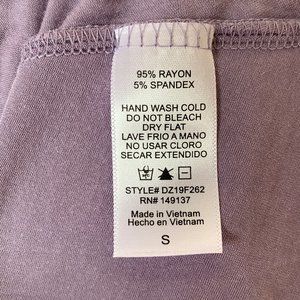 95% RAYON
5% SPANDEX
HAND WASH COLD
DO NOT BLEACH
DRY FLAT
LAVE FRIO A MANO
NO USAR CLORO
SECAR EXTENDIDO
STYLE# DZ19F262
RN# 149137
Made in Vietnam
Hecho en Vietnam
S